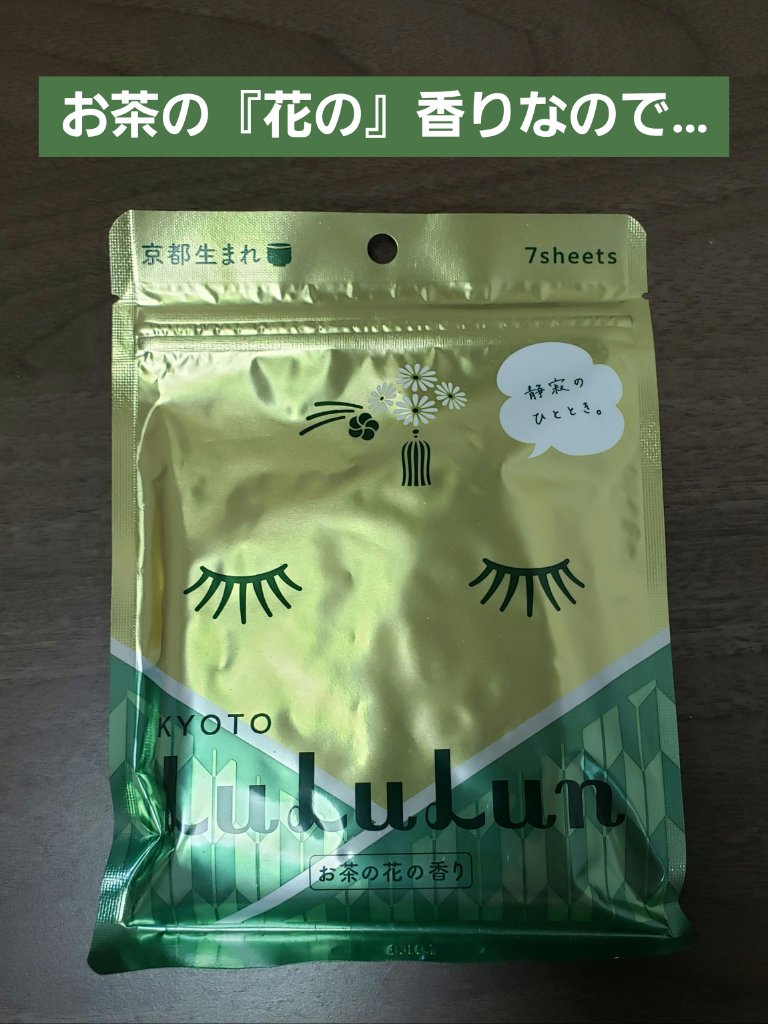 お茶の『花の』香りなので...
京都生まれ
7sheets
静寂の
ひととき。
KYOTO
LuLuLun
お茶の花の香り